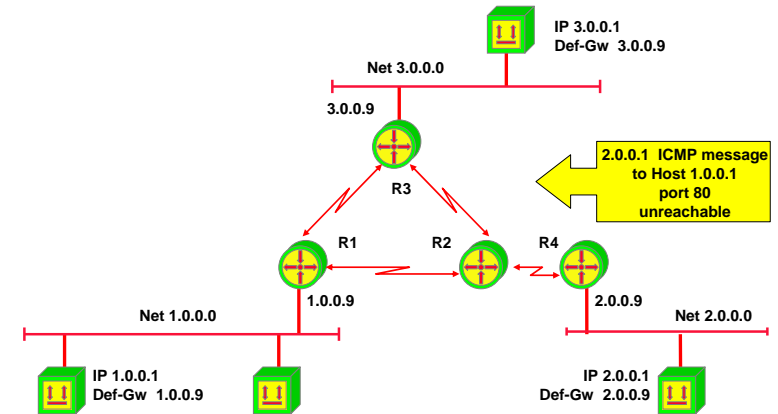 IP 3.0.0.1
Def-Gw 3.0.0.9
Net 3.0.0.0
3.0.0.9
2.0.0.1 ICMP message
to Host 1.0.0.1
port 80
unreachable
R3
R1
R2
R4
1.0.0.9
2.0.0.9
Net 1.0.0.0
Net 2.0.0.0
IP 1.0.0.1
Def-Gw 1.0.0.9
IP 2.0.0.1
Def-Gw 2.0.0.9